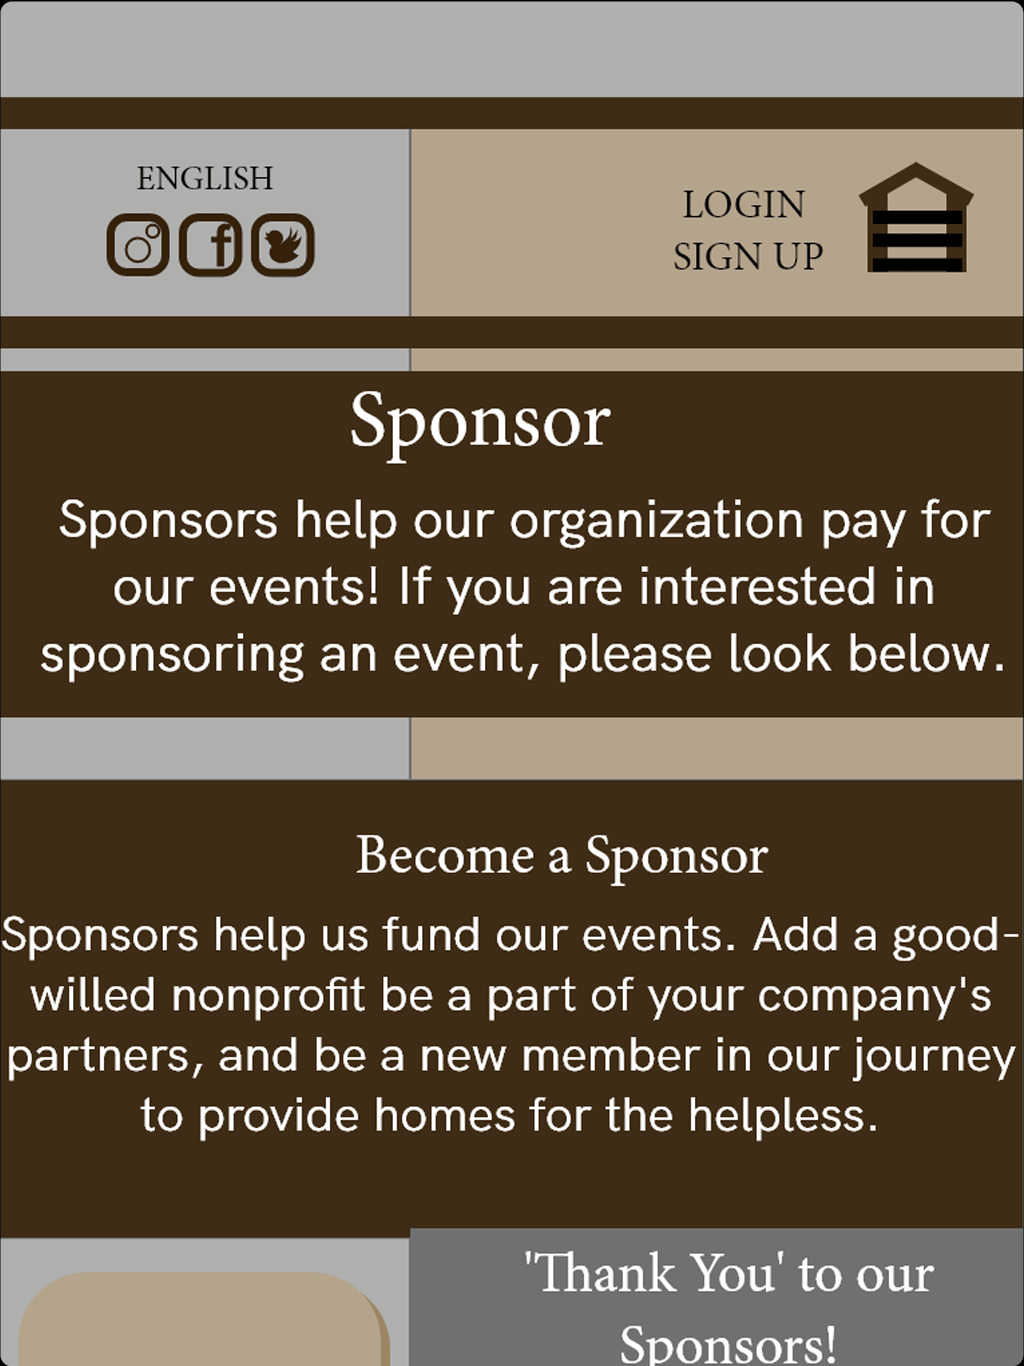 ENGLISH
LOGIN
SIGN UP
Sponsor
Sponsors help our organization pay for
our events! If you are interested in
sponsoring an event, please look below.
Become a Sponsor
Sponsors help us fund our events. Add a good-
willed nonprofit be a part of your company's
partners, and be a new member in our journey
to provide homes for the helpless.
'Thank You' to our
Sponsors!